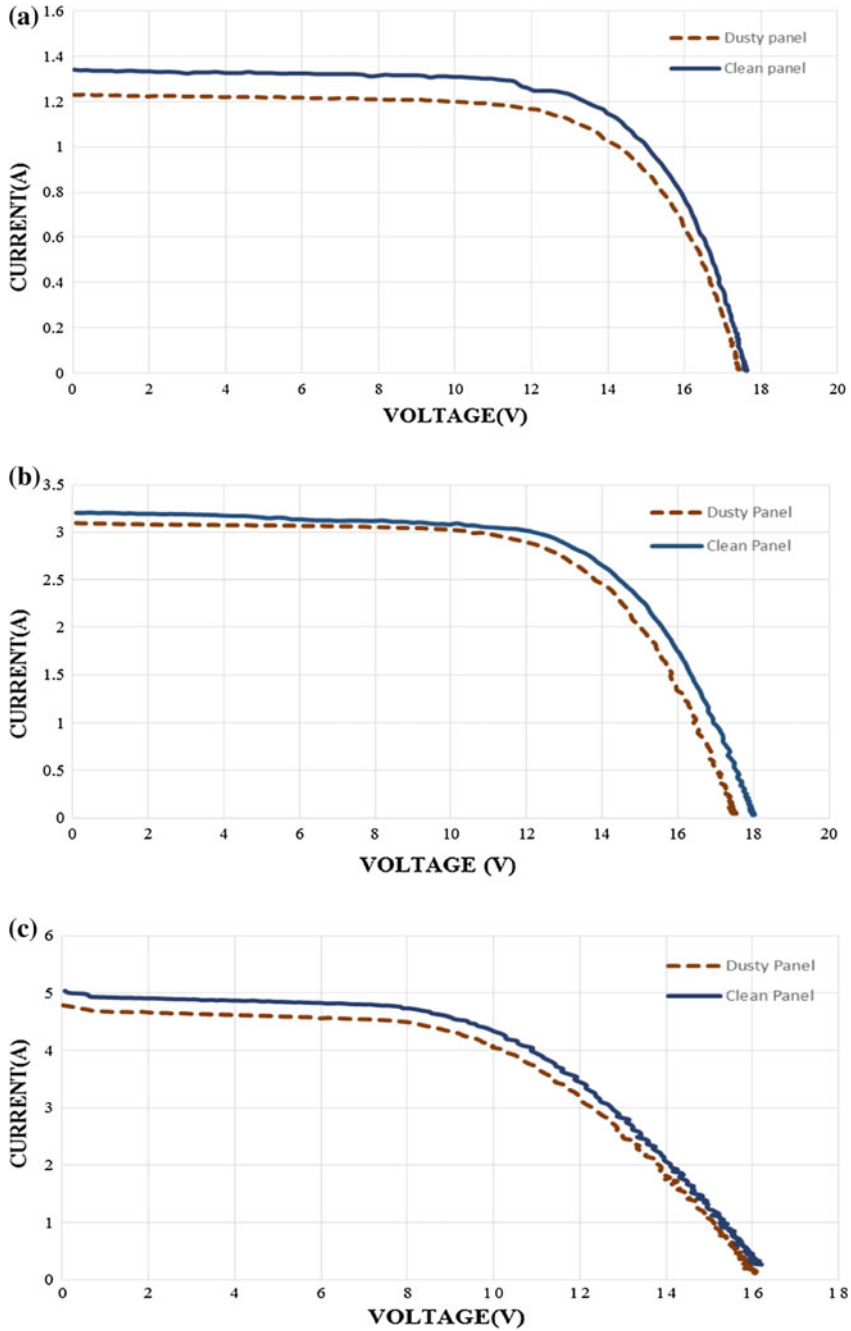 (a)
1.6
1.4
1.2
1
0.8
0.6
0.4
0.2
0
CURRENT(A)
Dusty panel
Clean panel
0 2 4 6 8 10 12 14 16 18 20
VOLTAGE(V)
(b)
3.5
3
2.5
2
1.5
1
0.5
0
CURRENT(A)
Dusty Panel
Clean Panel
0 2 4 6 8 10 12 14 16 18 20
VOLTAGE (V)
(c)
6
5
4
3
2
1
0
CURRENT(A)
Dusty Panel
Clean Panel
0 2 4 6 8 10 12 14 16 18
VOLTAGE(V)